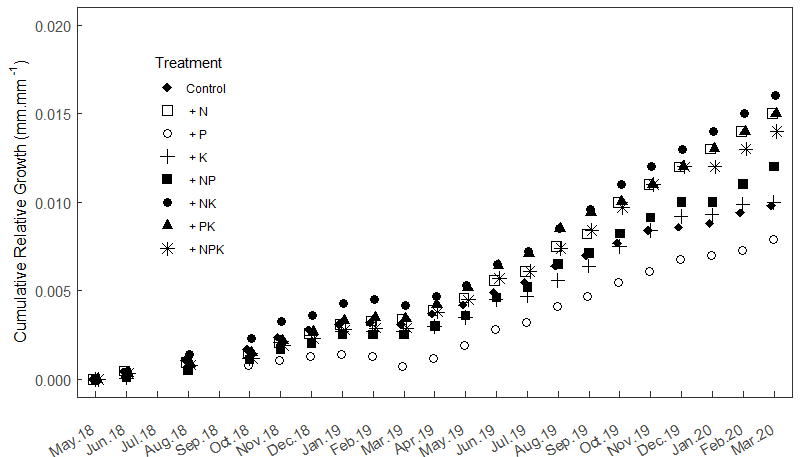 0.020
0.015
0.010
0.005
0.000
Cumulative Relative Growth (mm.mm⁻¹)
Treatment
Control
+ N
+ P
+ K
+ NP
+ NK
+ PK
+ NPK
May.18
Jun.18
Jul.18
Aug.18
Sep.18
Oct.18
Nov.18
Dec.18
Jan.19
Feb.19
Mar.19
Apr.19
May.19
Jun.19
Jul.19
Aug.19
Sep.19
Oct.19
Nov.19
Dec.19
Jan.20
Feb.20
Mar.20